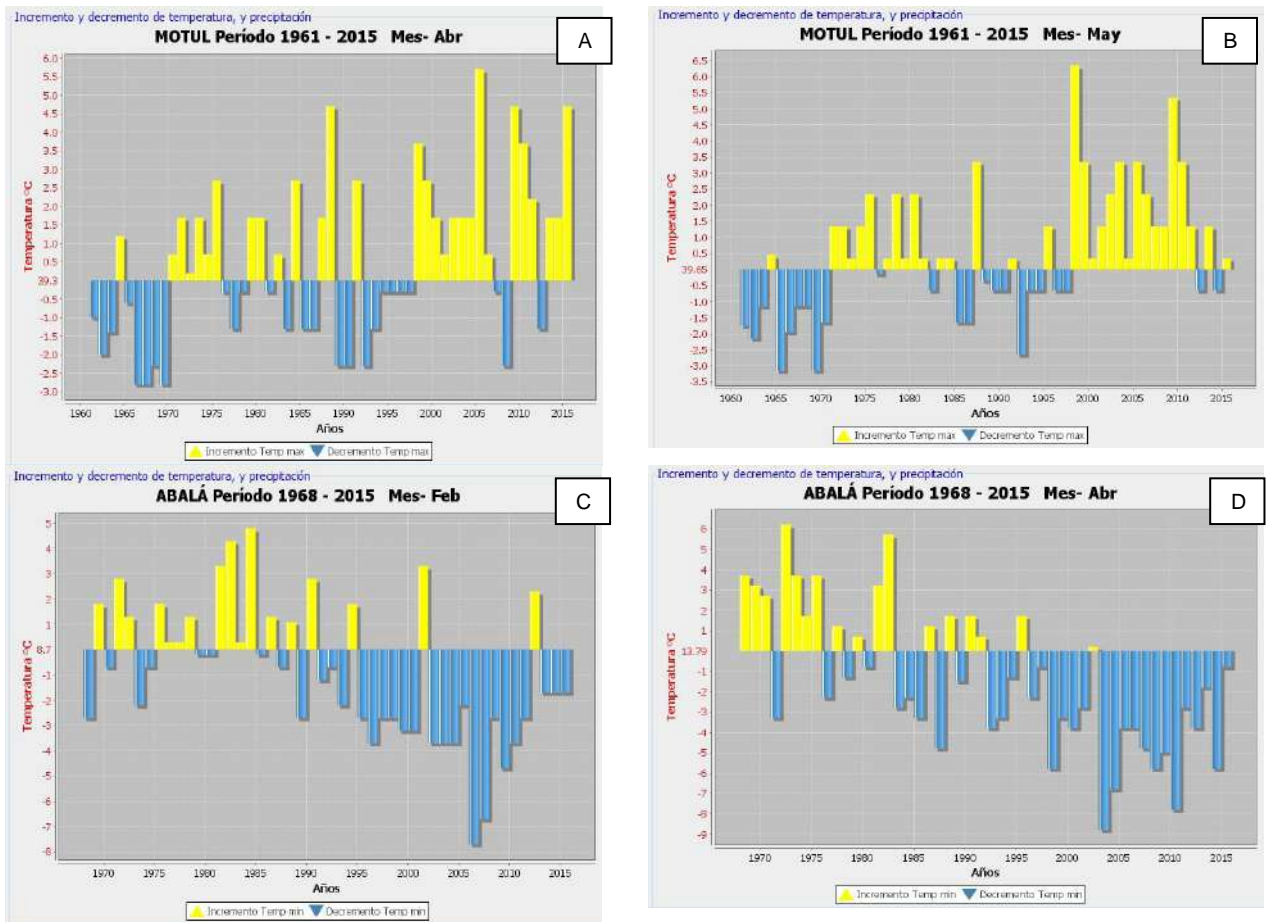 Incremento y decremento de temperatura, y precipitación
MOTUL Período 1961 - 2015 Mes- Abr
A
Temperatura ºC
6.0
5.5
5.0
4.5
4.0
3.5
3.0
2.5
2.0
1.5
1.0
0.5
39.3
-0.5
-1.0
-1.5
-2.0
-2.5
-3.0
1960 1965 1970 1975 1980 1985 1990 1995 2000 2005 2010 2015
Años
Incremento Temp max Decremento Temp max
Incremento y decremento de temperatura, y precipitación
MOTUL Período 1961 - 2015 Mes- May
B
Temperatura ºC
6.5
6.0
5.5
5.0
4.5
4.0
3.5
3.0
2.5
2.0
1.5
1.0
0.5
39.65
-0.5
-1.0
-1.5
-2.0
-2.5
-3.0
-3.5
1960 1965 1970 1975 1980 1985 1990 1995 2000 2005 2010 2015
Años
Incremento Temp máx Decremento Temp máx
Incremento y decremento de temperatura, y precipitación
ABALÁ Período 1968 - 2015 Mes- Feb
C
Temperatura ºC
5
4
3
2
1
8.7
-1
-2
-3
-4
-5
-6
-7
-8
1970 1975 1980 1985 1990 1995 2000 2005 2010 2015
Años
Incremento Temp min Decremento Temp min
Incremento y decremento de temperatura, y precipitación
ABALÁ Período 1968 - 2015 Mes- Abr
D
Temperatura ºC
6
5
4
3
2
1
13.79
-1
-2
-3
-4
-5
-6
-7
-8
-9
1970 1975 1980 1985 1990 1995 2000 2005 2010 2015
Años
Incremento Temp min Decremento Temp min